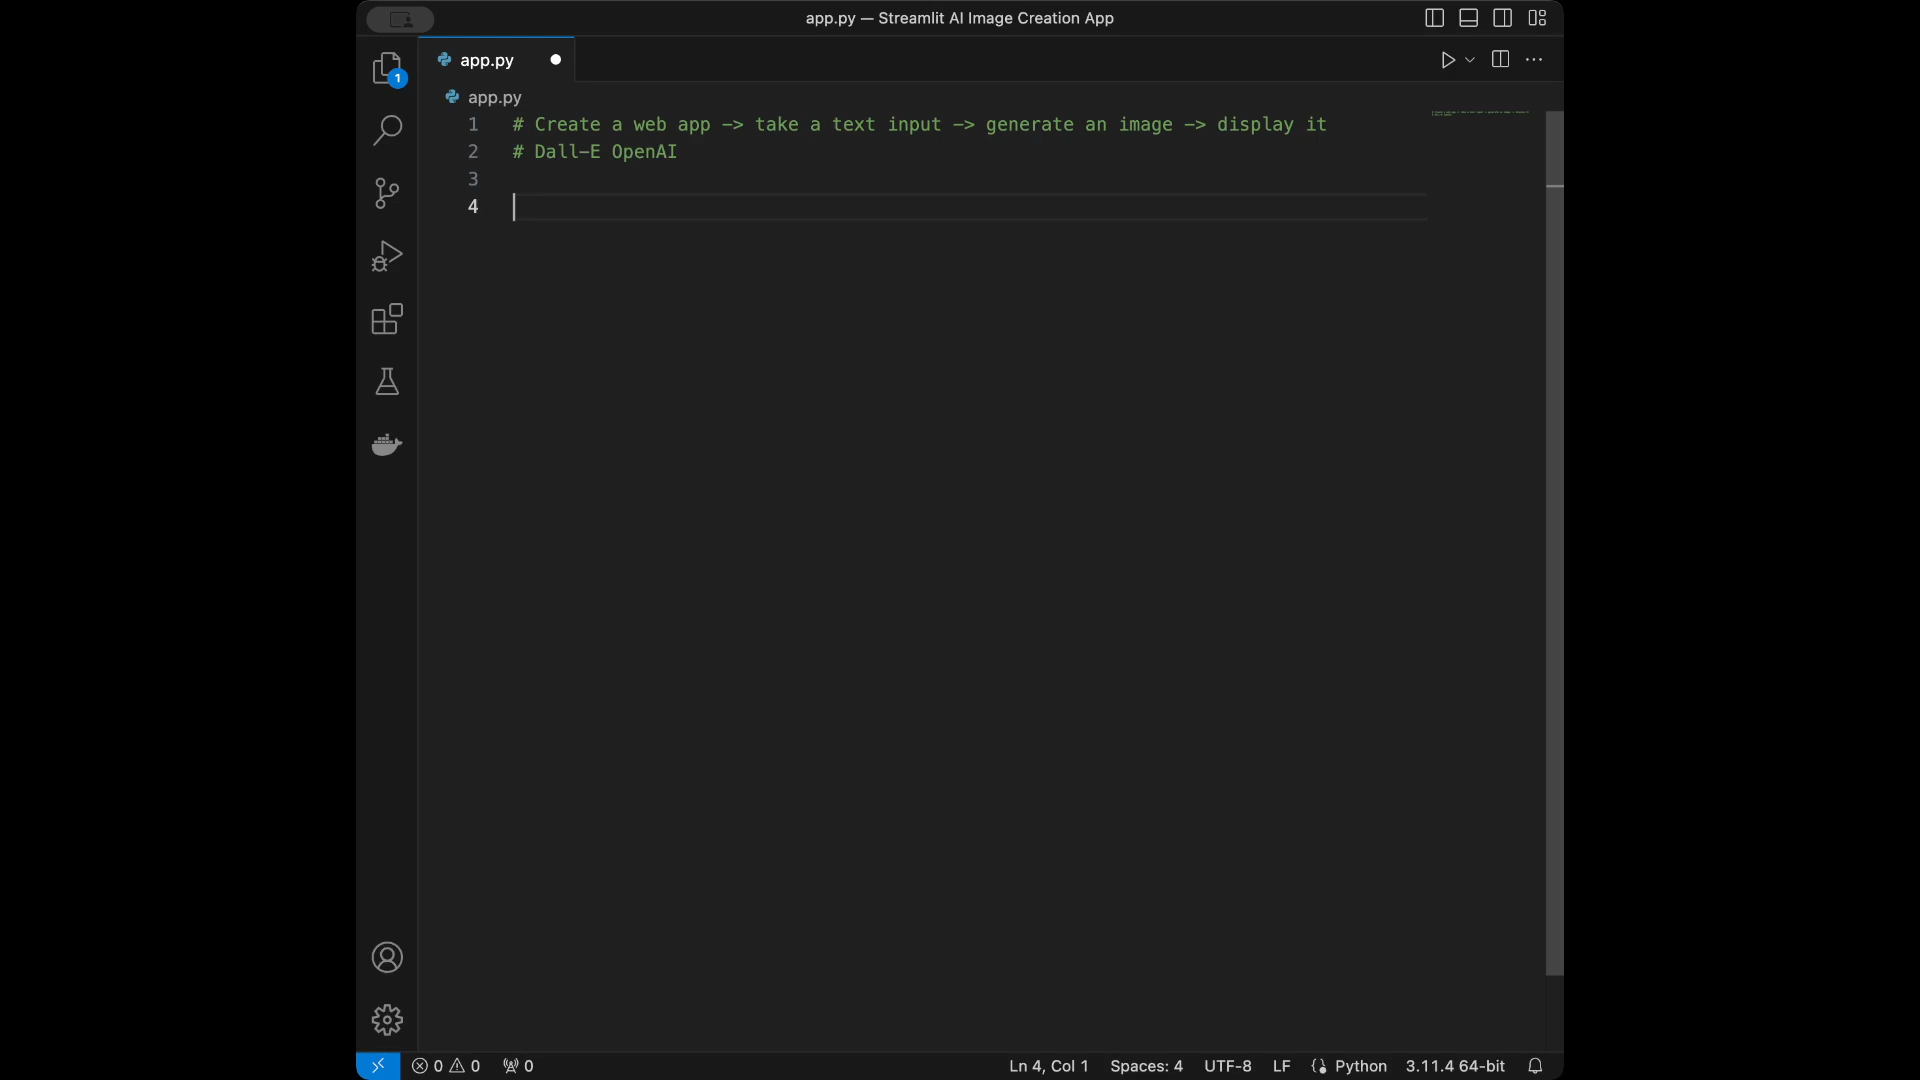 app.py — Streamlit AI Image Creation App
1
app.py
app.py
1 # Create a web app -> take a text input -> generate an image -> display it
2 # Dall-E OpenAI
3
4
0 0 0 Ln 4, Col 1 Spaces: 4 UTF-8 LF Python 3.11.4 64-bit